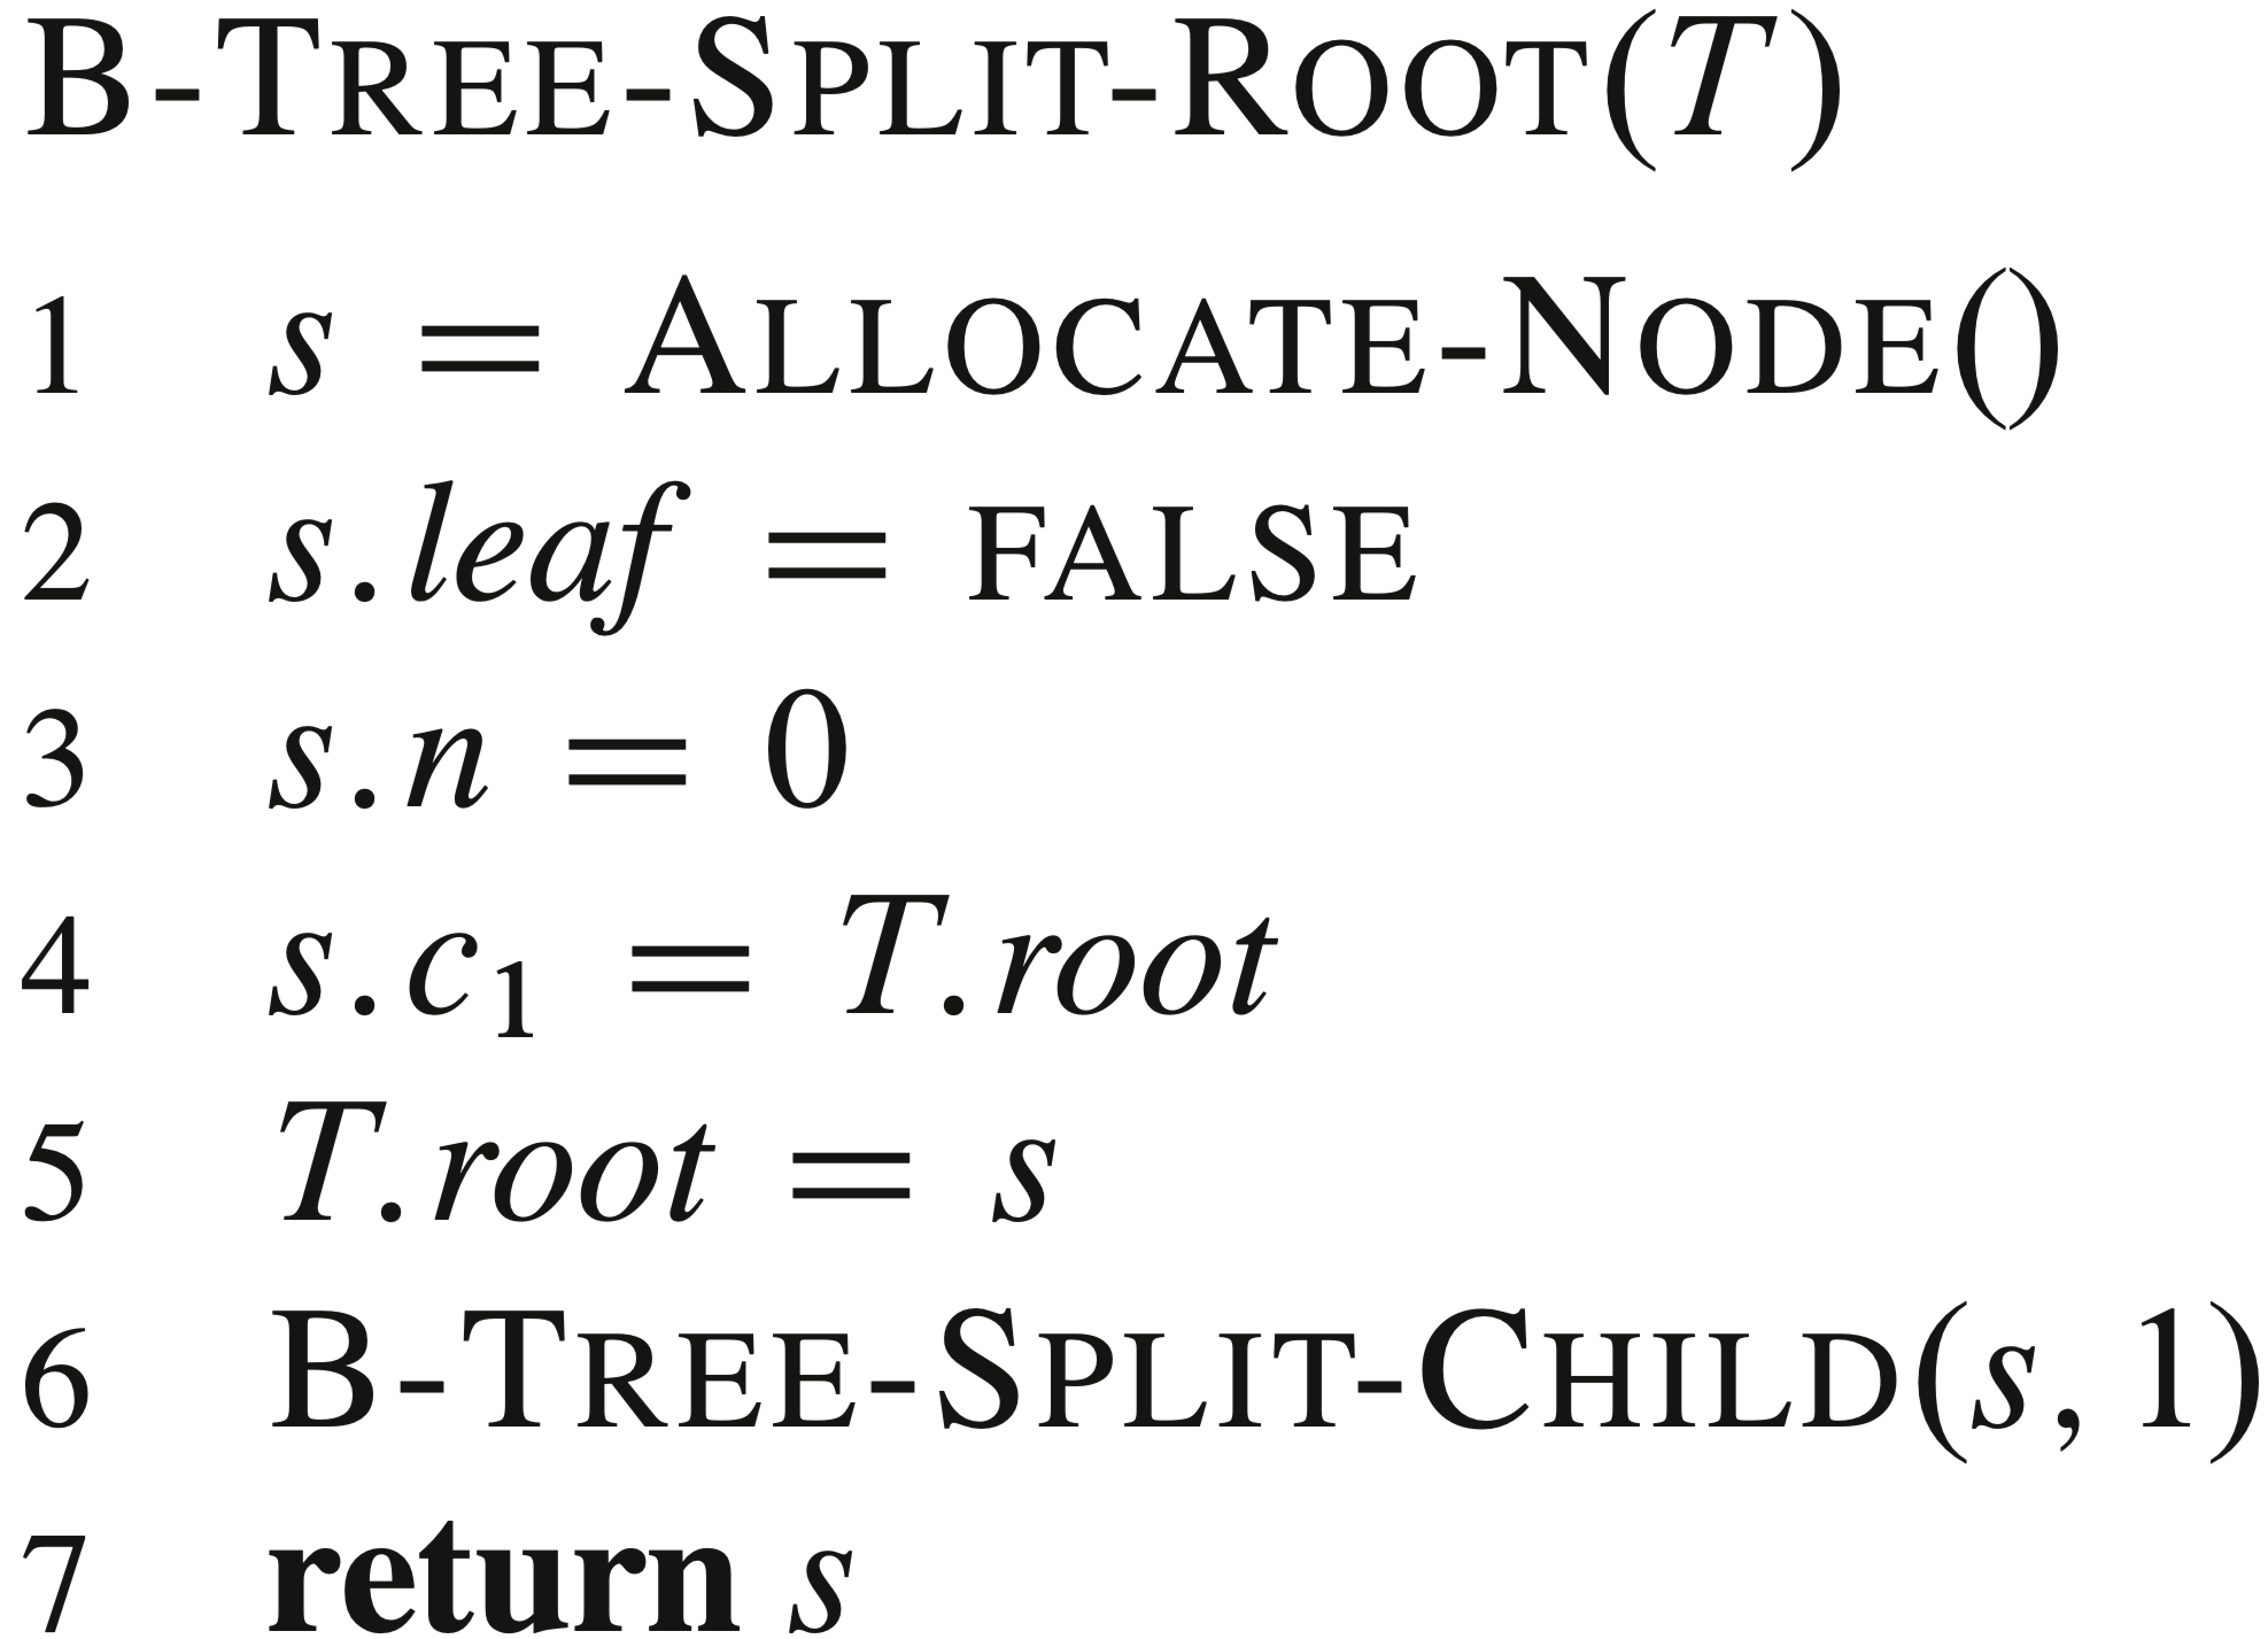 B-TREE-SPLIT-ROOT(T)
1 s = ALLOCATE-NODE()
2 s.leaf = FALSE
3 s.n = 0
4 s.c₁ = T.root
5 T.root = s
6 B-TREE-SPLIT-CHILD(s, 1)
7 return s